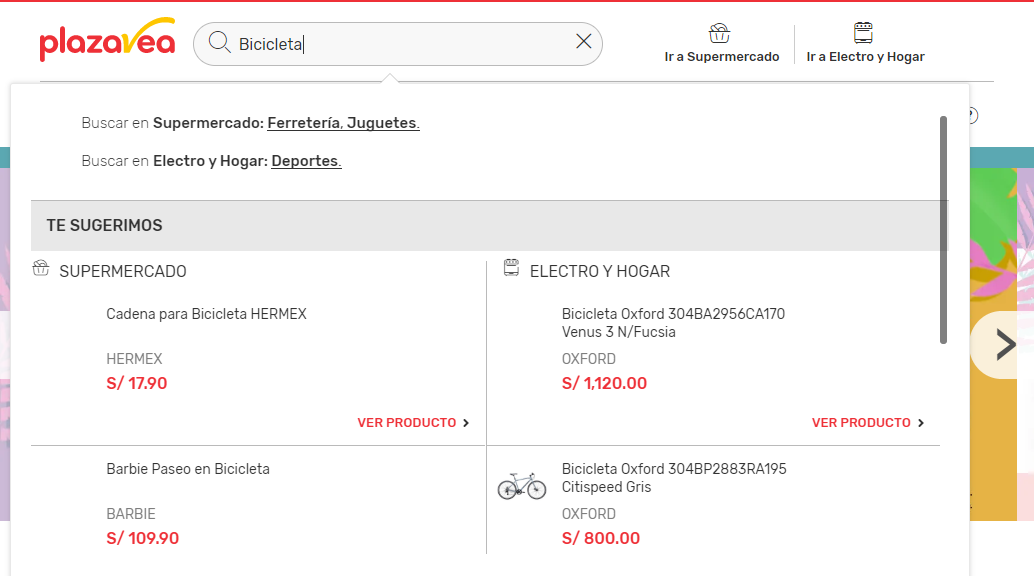 plazavea
Bicicleta
Ir a Supermercado
Ir a Electro y Hogar
Buscar en Supermercado: Ferretería, Juguetes.
Buscar en Electro y Hogar: Deportes.
TE SUGERIMOS
SUPERMERCADO
Cadena para Bicicleta HERMEX
HERMEX
S/ 17.90
VER PRODUCTO
Barbie Paseo en Bicicleta
BARBIE
S/ 109.90
ELECTRO Y HOGAR
Bicicleta Oxford 304BA2956CA170
Venus 3 N/Fucsia
OXFORD
S/ 1,120.00
VER PRODUCTO
Bicicleta Oxford 304BP2883RA195
Citispeed Gris
OXFORD
S/ 800.00